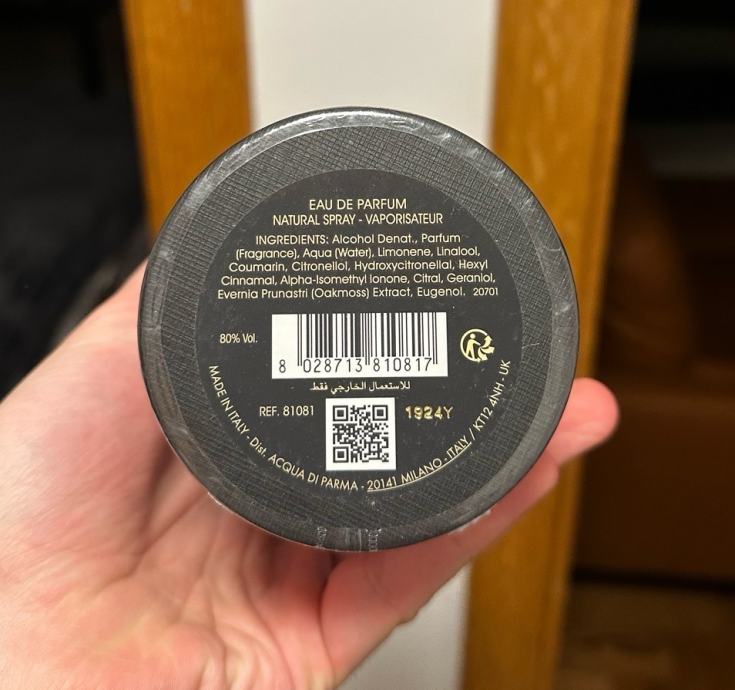 EAU DE PARFUM
NATURAL SPRAY - VAPORISATEUR
INGREDIENTS: Alcohol Denat., Parfum
(Fragrance), Aqua (Water), Limonene, Linalool,
Coumarin, Citronellol, Hydroxycitronellal, Hexyl
Cinnamal, Alpha-Isomethyl Ionone, Citral, Geraniol,
Evernia Prunastri (Oakmoss) Extract, Eugenol. 20701
80% Vol.
8 028713 810817
للاستعمال الخارجي فقط
REF. 81081
1924Y
MADE IN ITALY - Dist. ACQUA DI PARMA - 20141 MILANO - ITALY / KT12 4NH - UK